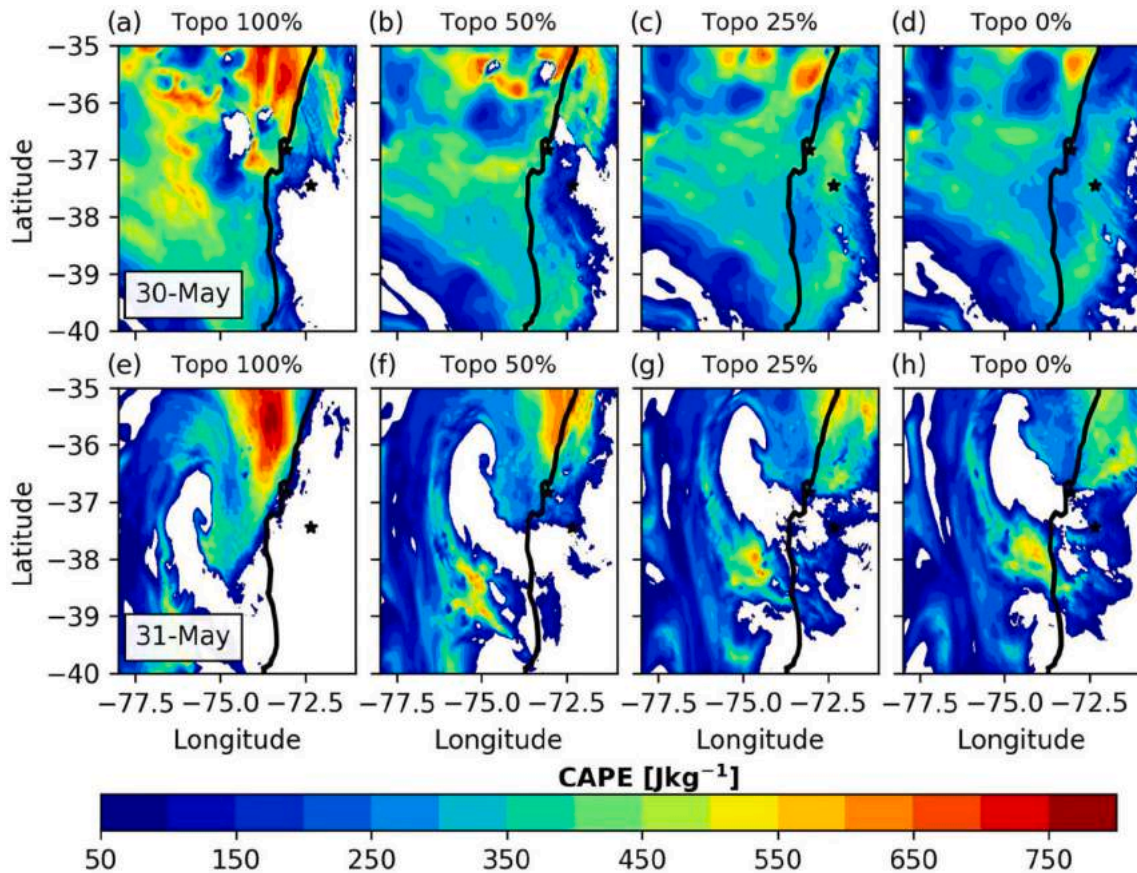 (a) Topo 100% (b) Topo 50% (c) Topo 25% (d) Topo 0%
−35
−36
−37
−38
−39
−40
Latitude
30-May
(e) Topo 100% (f) Topo 50% (g) Topo 25% (h) Topo 0%
−35
−36
−37
−38
−39
−40
Latitude
31-May
−77.5 −75.0 −72.5 −77.5 −75.0 −72.5 −77.5 −75.0 −72.5 −77.5 −75.0 −72.5
Longitude Longitude Longitude Longitude
CAPE [Jkg⁻¹]
50 150 250 350 450 550 650 750